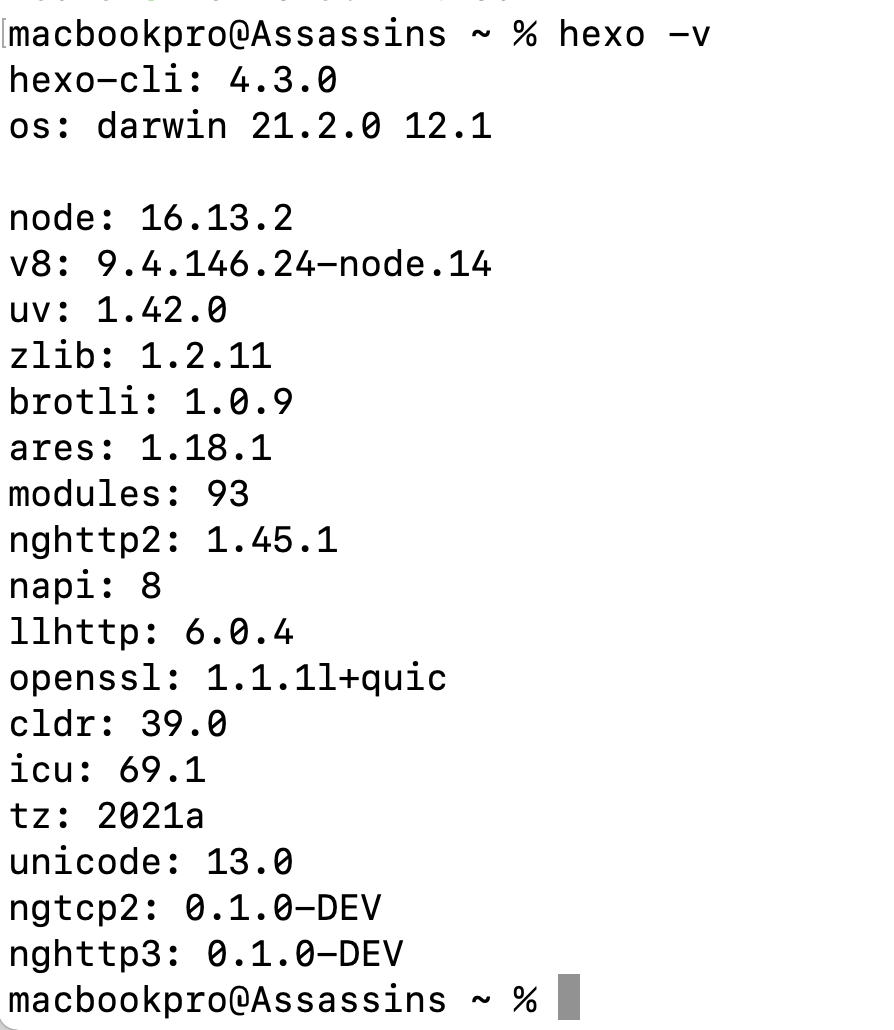 macbookpro@Assassins ~ % hexo -v
hexo-cli: 4.3.0
os: darwin 21.2.0 12.1
node: 16.13.2
v8: 9.4.146.24-node.14
uv: 1.42.0
zlib: 1.2.11
brotli: 1.0.9
ares: 1.18.1
modules: 93
nghttp2: 1.45.1
napi: 8
llhttp: 6.0.4
openssl: 1.1.1l+quic
cldr: 39.0
icu: 69.1
tz: 2021a
unicode: 13.0
ngtcp2: 0.1.0-DEV
nghttp3: 0.1.0-DEV
macbookpro@Assassins ~ %